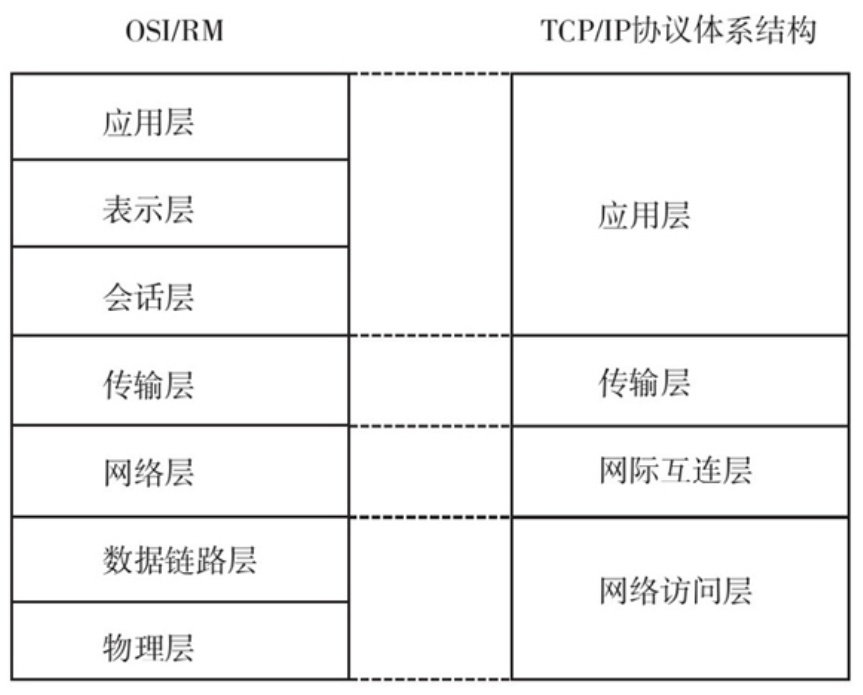 OSI/RM
TCP/IP协议体系结构
应用层
表示层
会话层
传输层
网络层
数据链路层
物理层
应用层
传输层
网际互连层
网络访问层